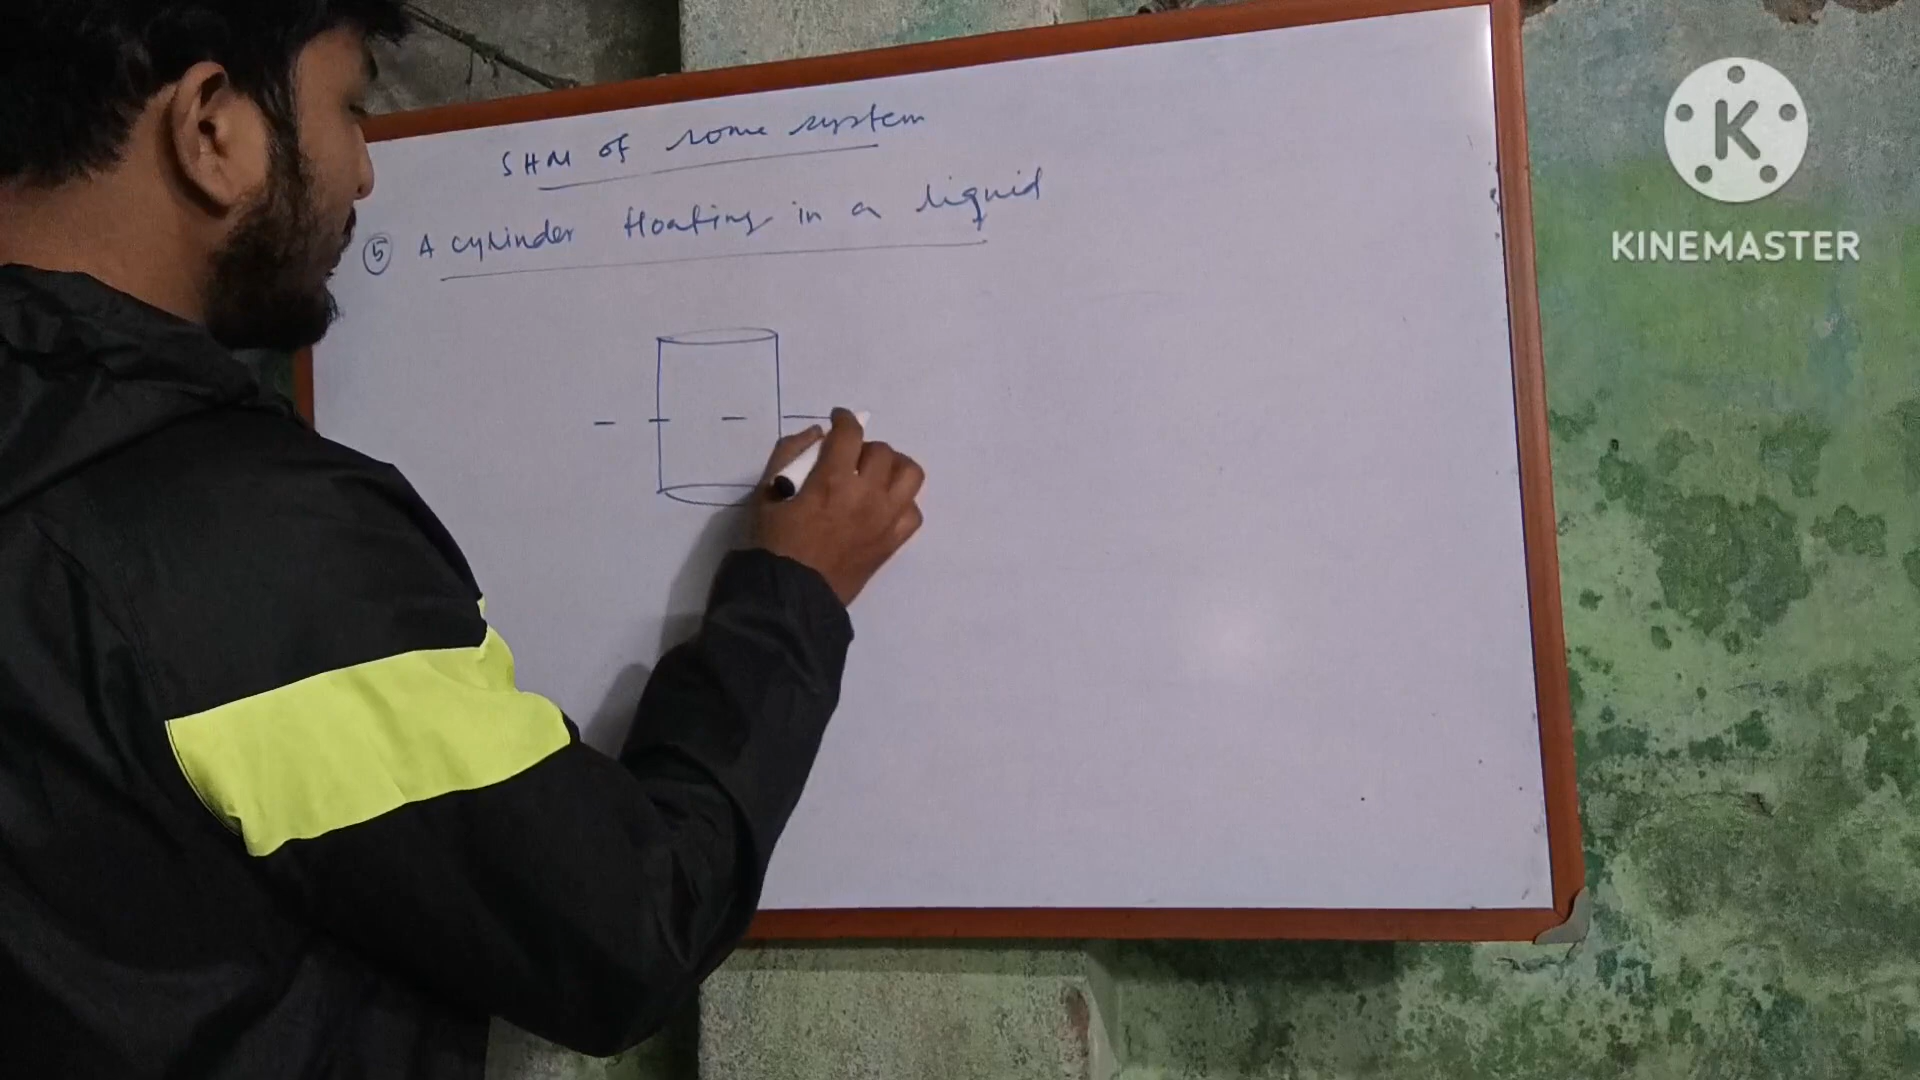 SHM of some system
⑤ A cylinder floating in a liquid
K
KINEMASTER